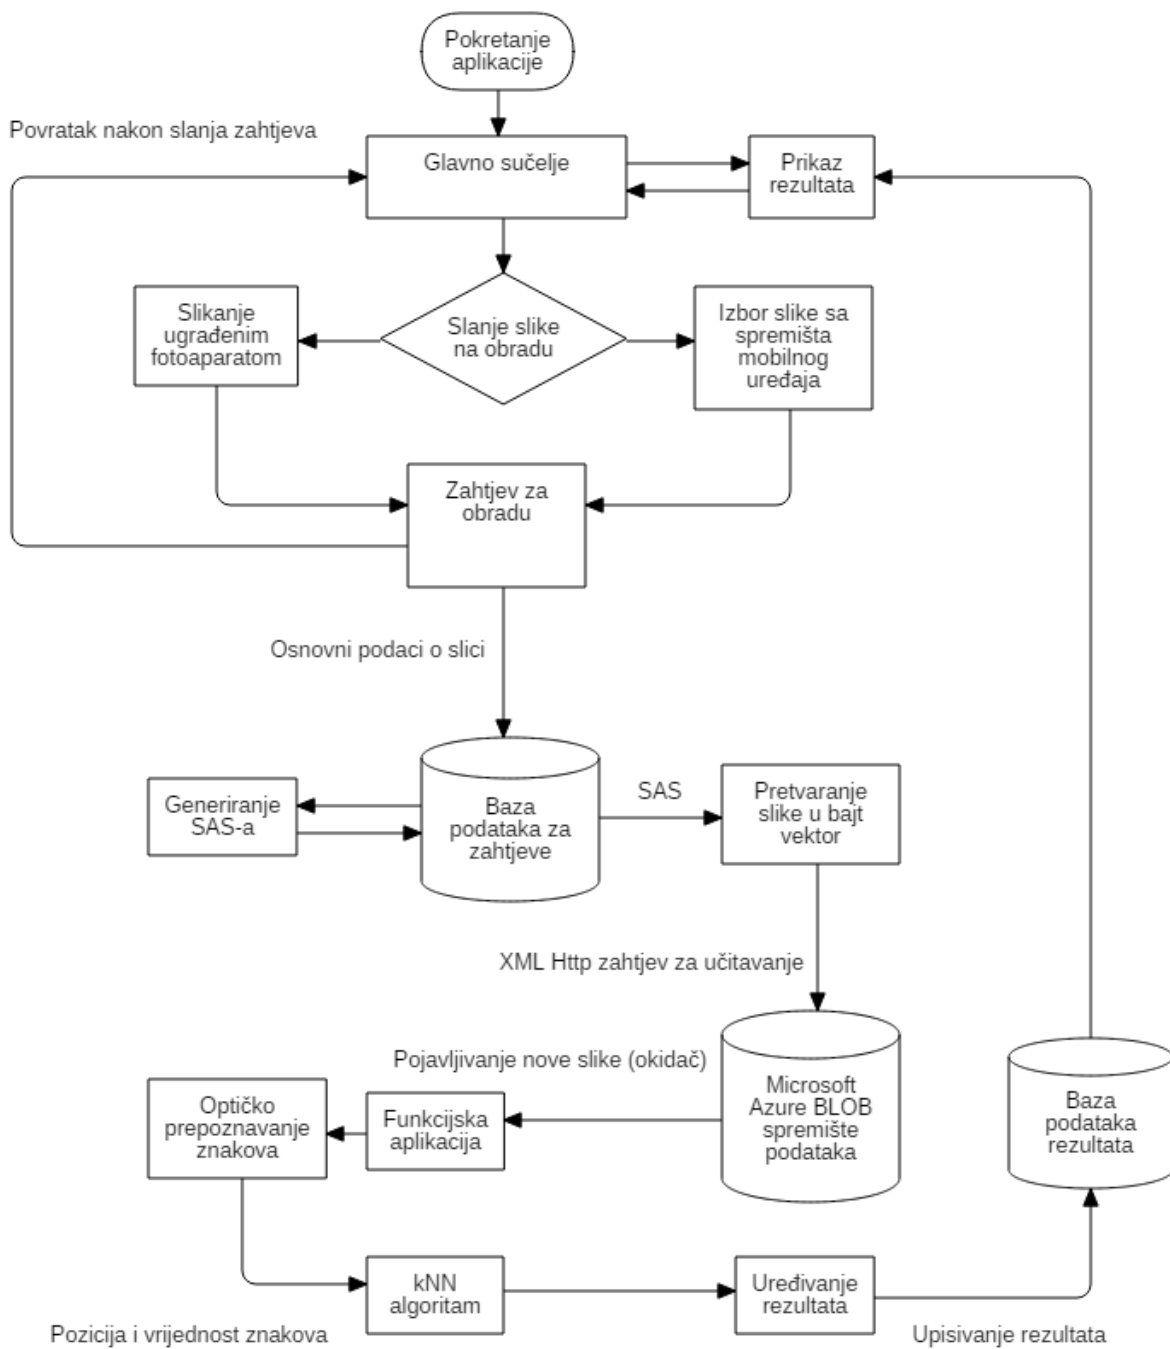 Pokretanje
aplikacije
Povratak nakon slanja zahtjeva
Glavno sučelje
Prikaz
rezultata
Slikanje
ugrađenim
fotoaparatom
Slanje slike
na obradu
Izbor slike sa
spremišta
mobilnog
uređaja
Zahtjev za
obradu
Osnovni podaci o slici
Generiranje
SAS-a
Baza
podataka za
zahtjeve
SAS
Pretvaranje
slike u bajt
vektor
XML Http zahtjev za učitavanje
Pojavljivanje nove slike (okidač)
Optičko
prepoznavanje
znakova
Funkcijska
aplikacija
Microsoft
Azure BLOB
spremište
podataka
Baza
podataka
rezultata
kNN
algoritam
Uređivanje
rezultata
Pozicija i vrijednost znakova
Upisivanje rezultata